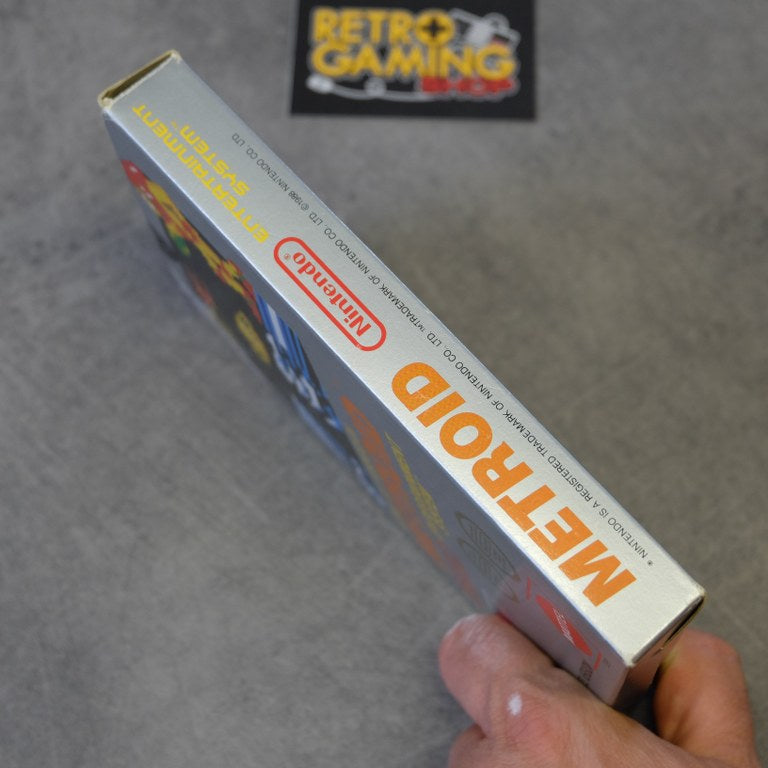 RETRO
GAMING
SHOP
METROID
Nintendo®
ENTERTAINMENT
SYSTEM™
* NINTENDO IS A REGISTERED TRADEMARK OF NINTENDO CO., LTD. ™TRADEMARK OF NINTENDO CO., LTD. ©1986 NINTENDO CO., LTD.